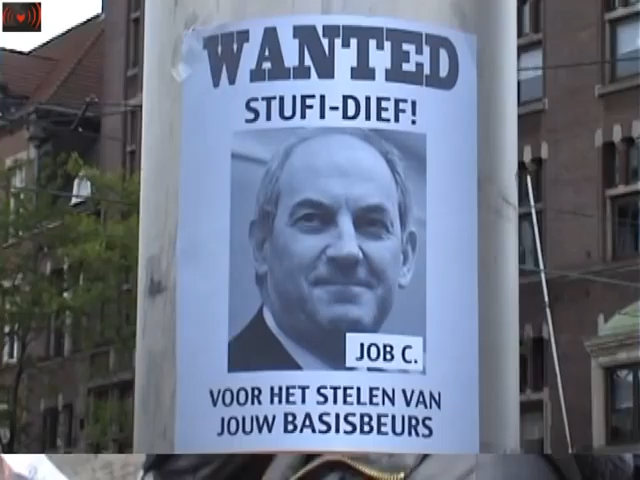 WANTED
STUFI-DIEF!
JOB C.
VOOR HET STELEN VAN
JOUW BASISBEURS